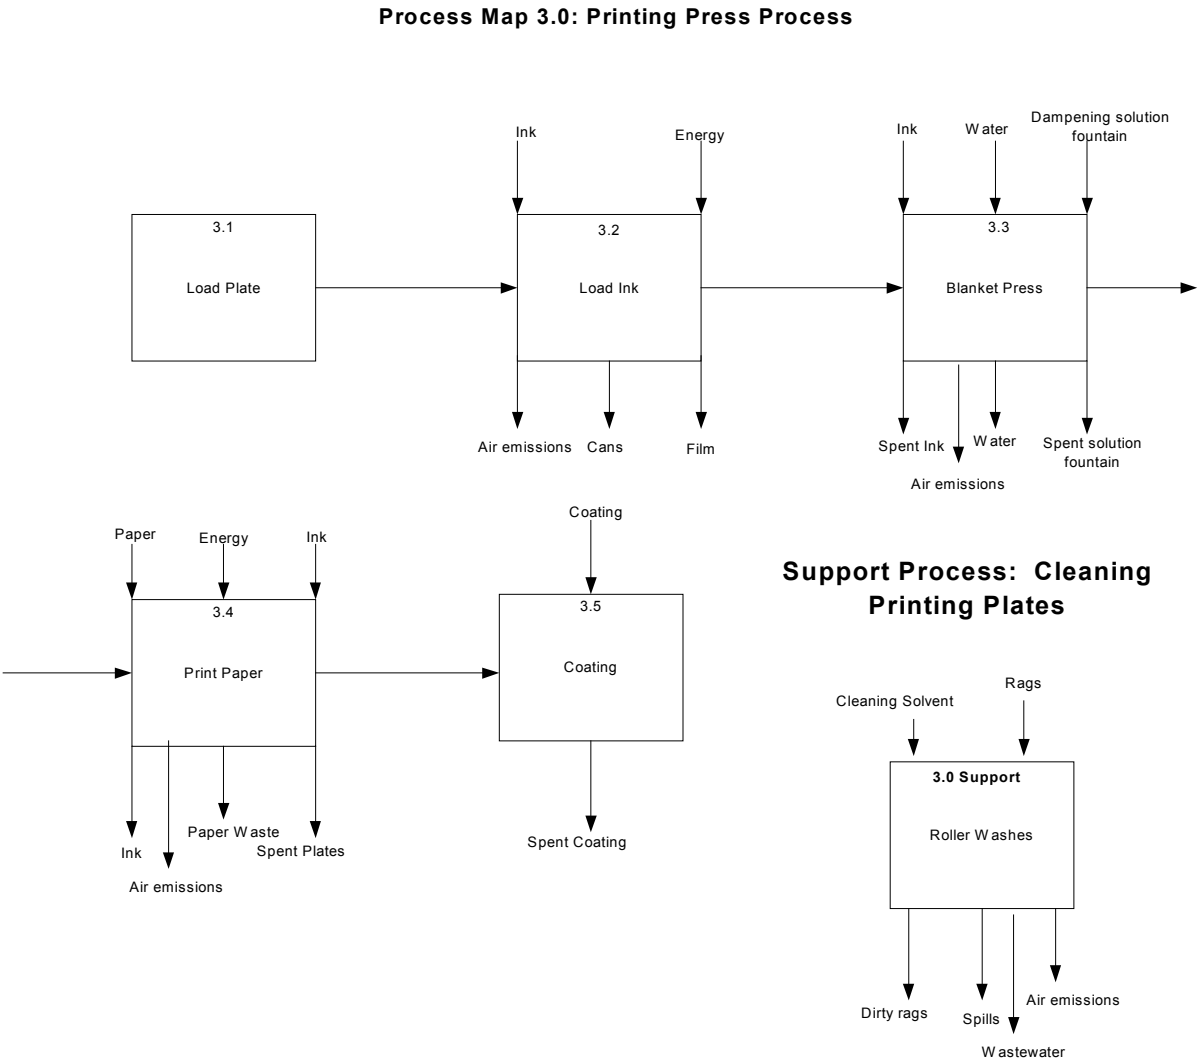 Process Map 3.0: Printing Press Process
Ink
Energy
Ink
Water
Dampening solution
fountain
3.1
Load Plate
3.2
Load Ink
3.3
Blanket Press
Air emissions
Cans
Film
Spent Ink
Air emissions
Water
Spent solution
fountain
Paper
Energy
Ink
Coating
3.4
Print Paper
3.5
Coating
Ink
Air emissions
Paper Waste
Spent Plates
Spent Coating
Support Process: Cleaning
Printing Plates
Cleaning Solvent
Rags
3.0 Support
Roller Washes
Dirty rags
Spills
Wastewater
Air emissions